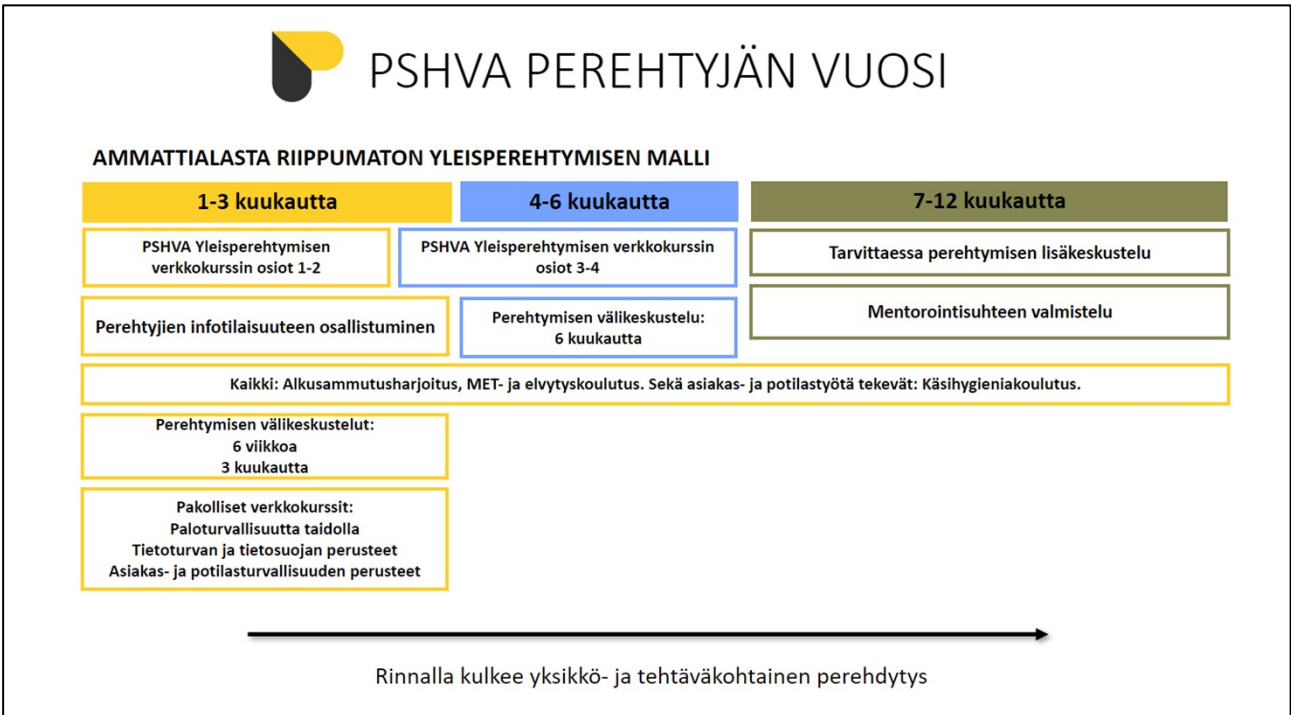 PSHVA PEREHTYJÄN VUOSI
AMMATTIALASTA RIIPPUMATON YLEISPEREHTYMISEN MALLI
1-3 kuukautta
4-6 kuukautta
7-12 kuukautta
PSHVA Yleisperehtymisen
verkkokurssin osiot 1-2
PSHVA Yleisperehtymisen verkkokurssin
osiot 3-4
Tarvittaessa perehtymisen lisäkeskustelu
Perehtyjien infotilaisuuteen osallistuminen
Perehtymisen välikeskustelu:
6 kuukautta
Mentorointisuhteen valmistelu
Kaikki: Alkusammutusharjoitus, MET- ja elvytyskoulutus. Sekä asiakas- ja potilastyötä tekevät: Käsihygieniakoulutus.
Perehtymisen välikeskustelut:
6 viikkoa
3 kuukautta
Pakolliset verkkokurssit:
Paloturvallisuutta taidolla
Tietoturvan ja tietosuojan perusteet
Asiakas- ja potilasturvallisuuden perusteet
Rinnalla kulkee yksikkö- ja tehtäväkohtainen perehdytys